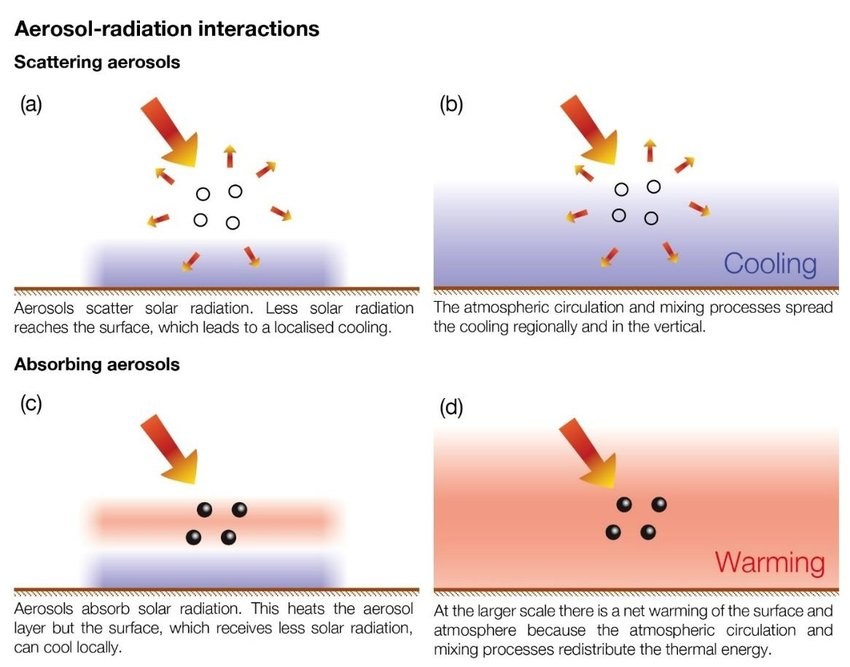 Aerosol-radiation interactions
Scattering aerosols
(a)
Aerosols scatter solar radiation. Less solar radiation
reaches the surface, which leads to a localised cooling.
(b)
Cooling
The atmospheric circulation and mixing processes spread
the cooling regionally and in the vertical.
Absorbing aerosols
(c)
Aerosols absorb solar radiation. This heats the aerosol
layer but the surface, which receives less solar radiation,
can cool locally.
(d)
Warming
At the larger scale there is a net warming of the surface and
atmosphere because the atmospheric circulation and
mixing processes redistribute the thermal energy.